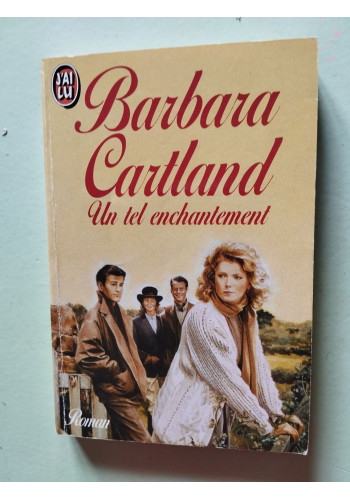 J'AI
LU
Barbara
Cartland
Un tel enchantement
Roman